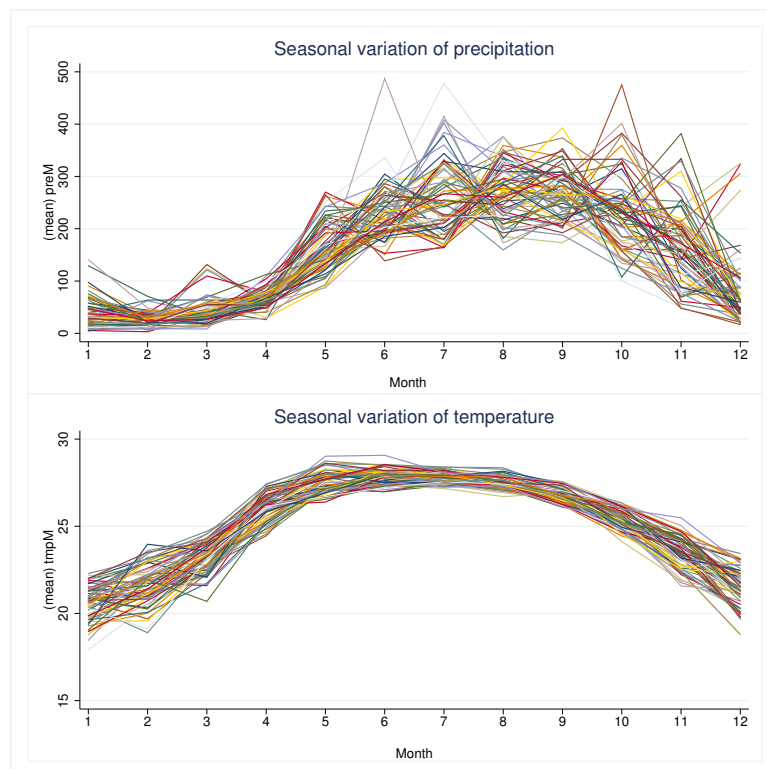 Seasonal variation of precipitation
(mean) preM
500
400
300
200
100
0
1 2 3 4 5 6 7 8 9 10 11 12
Month
Seasonal variation of temperature
(mean) tmpM
30
25
20
15
1 2 3 4 5 6 7 8 9 10 11 12
Month